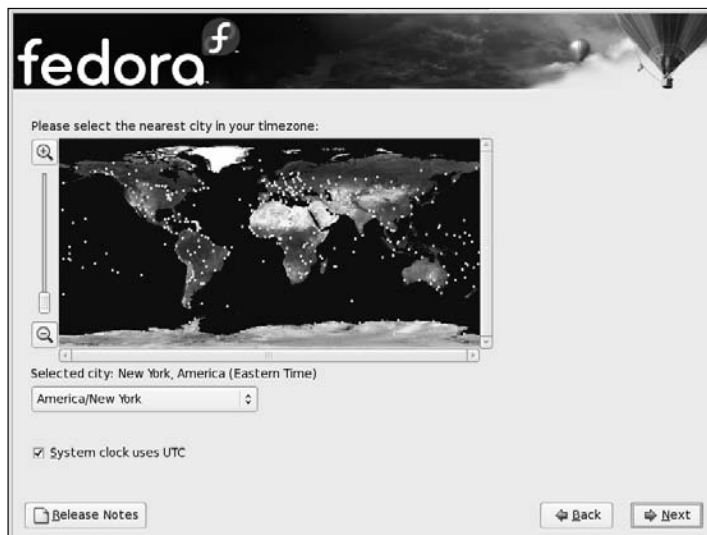 fedora
Please select the nearest city in your timezone:
Selected city: New York, America (Eastern Time)
America/New York
System clock uses UTC
Release Notes
Back
Next